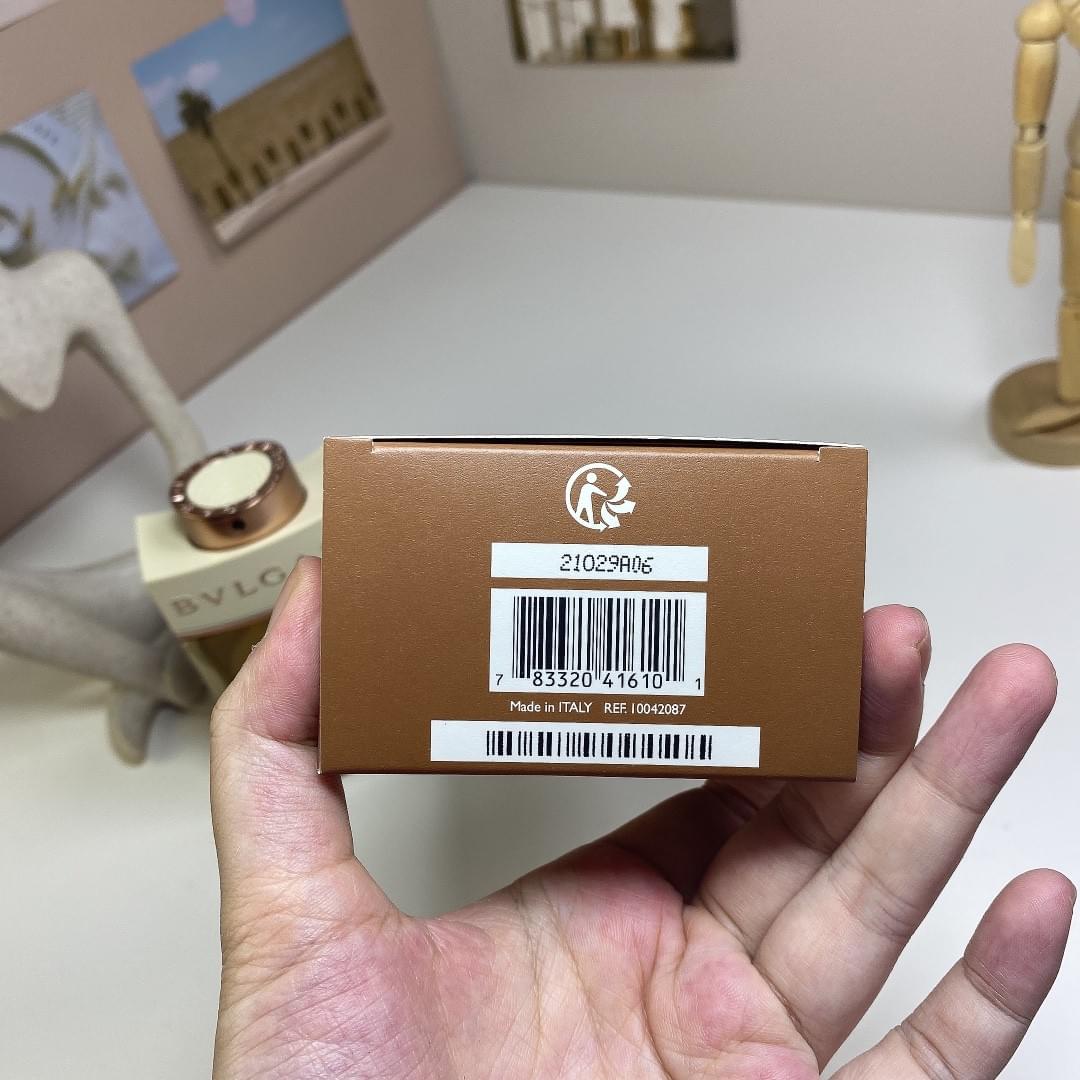 BVLG
21029A06
7 83320 41610 1
Made in ITALY REF. 10042087